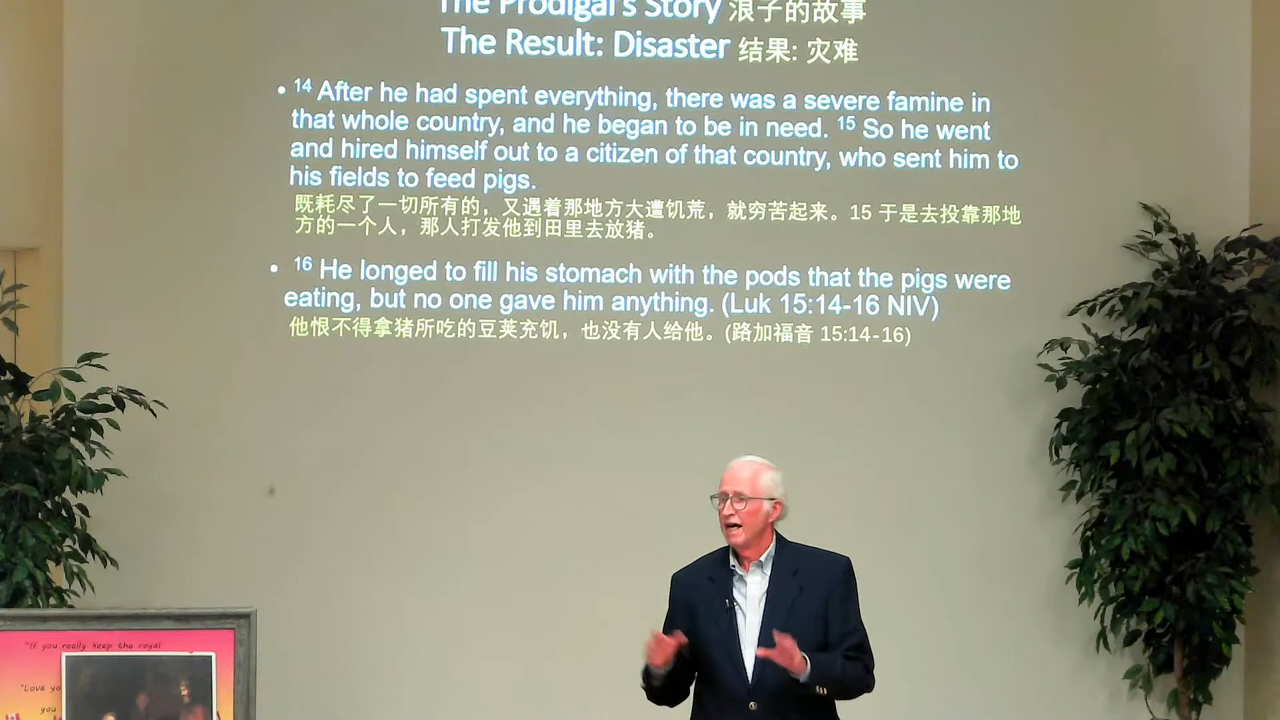 The Prodigal's Story 浪子的故事
The Result: Disaster 结果: 灾难
• 14 After he had spent everything, there was a severe famine in
that whole country, and he began to be in need. 15 So he went
and hired himself out to a citizen of that country, who sent him to
his fields to feed pigs.
既耗尽了一切所有的，又遇着那地方大遭饥荒，就穷苦起来。15 于是去投靠那地
方的一个人，那人打发他到田里去放猪。
• 16 He longed to fill his stomach with the pods that the pigs were
eating, but no one gave him anything. (Luk 15:14-16 NIV)
他恨不得拿猪所吃的豆荚充饥，也没有人给他。(路加福音 15:14-16)
"If you really keep the royal
"Love yo
you